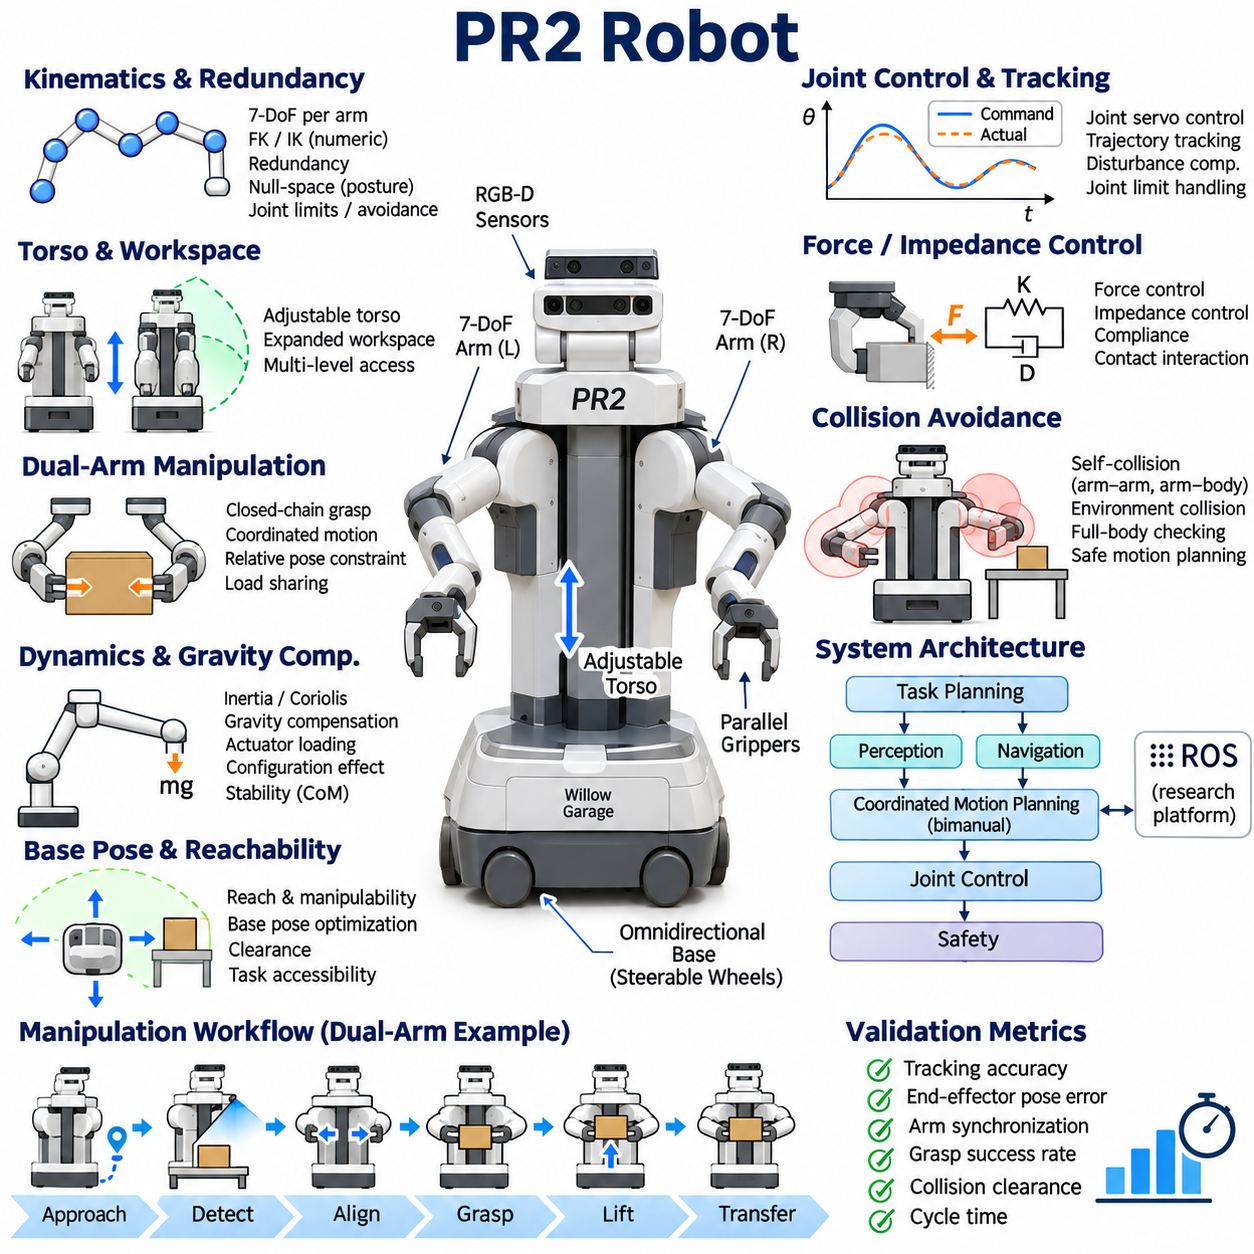 PR2 Robot
Kinematics & Redundancy
7-DoF per arm
FK / IK (numeric)
Redundancy
Null-space (posture)
Joint limits / avoidance
Torso & Workspace
Adjustable torso
Expanded workspace
Multi-level access
Dual-Arm Manipulation
Closed-chain grasp
Coordinated motion
Relative pose constraint
Load sharing
Dynamics & Gravity Comp.
mg
Inertia / Coriolis
Gravity compensation
Actuator loading
Configuration effect
Stability (CoM)
Base Pose & Reachability
Reach & manipulability
Base pose optimization
Clearance
Task accessibility
RGB-D
Sensors
7-DoF
Arm (L)
7-DoF
Arm (R)
PR2
Adjustable
Torso
Parallel
Grippers
Willow
Garage
Omnidirectional
Base
(Steerable Wheels)
Joint Control & Tracking
θ
Command
Actual
t
Joint servo control
Trajectory tracking
Disturbance comp.
Joint limit handling
Force / Impedance Control
F
K
D
Force control
Impedance control
Compliance
Contact interaction
Collision Avoidance
Self-collision
(arm–arm, arm–body)
Environment collision
Full-body checking
Safe motion planning
System Architecture
Task Planning
Perception
Navigation
Coordinated Motion Planning
(bimanual)
Joint Control
Safety
ROS
(research
platform)
Manipulation Workflow (Dual-Arm Example)
Approach
Detect
Align
Grasp
Lift
Transfer
Validation Metrics
Tracking accuracy
End-effector pose error
Arm synchronization
Grasp success rate
Collision clearance
Cycle time